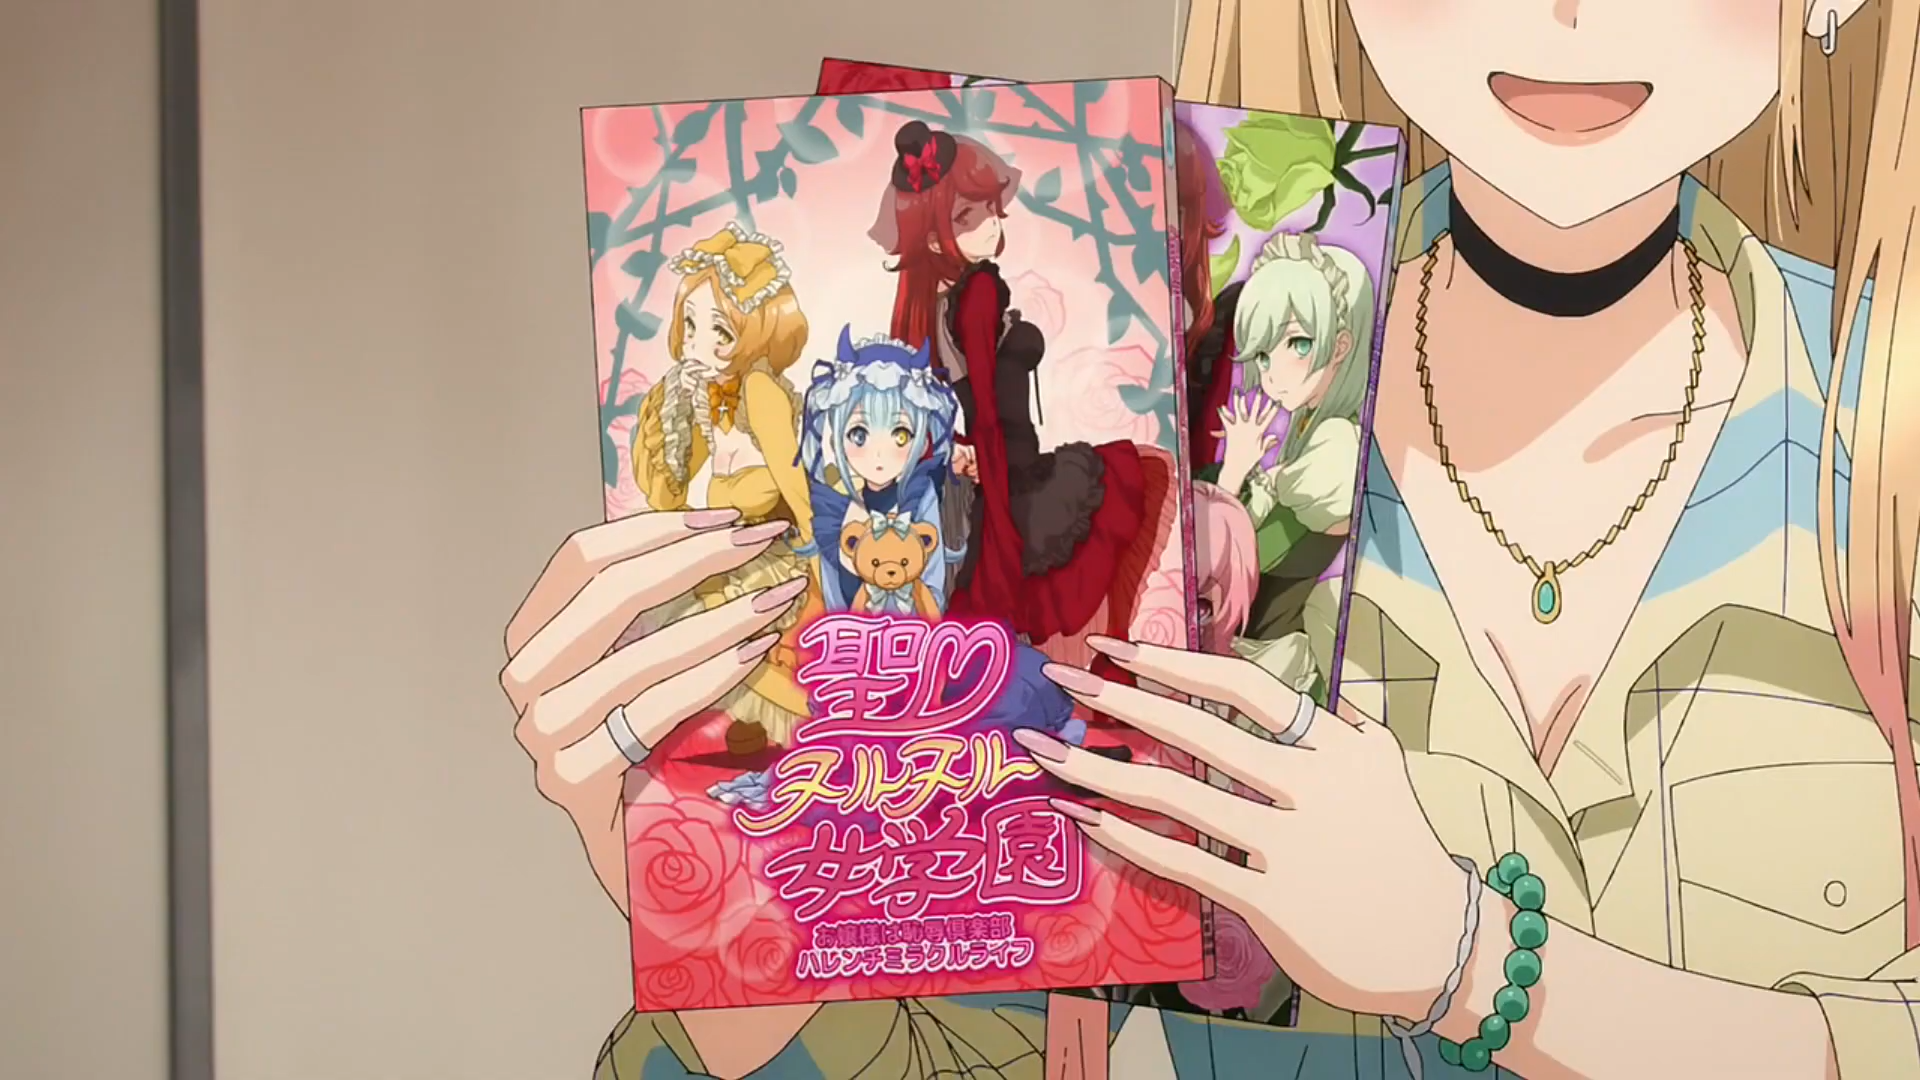 聖♡
ヌルヌル
女学園
お嬢様は恥辱倶楽部
ハレンチミラクルライフ